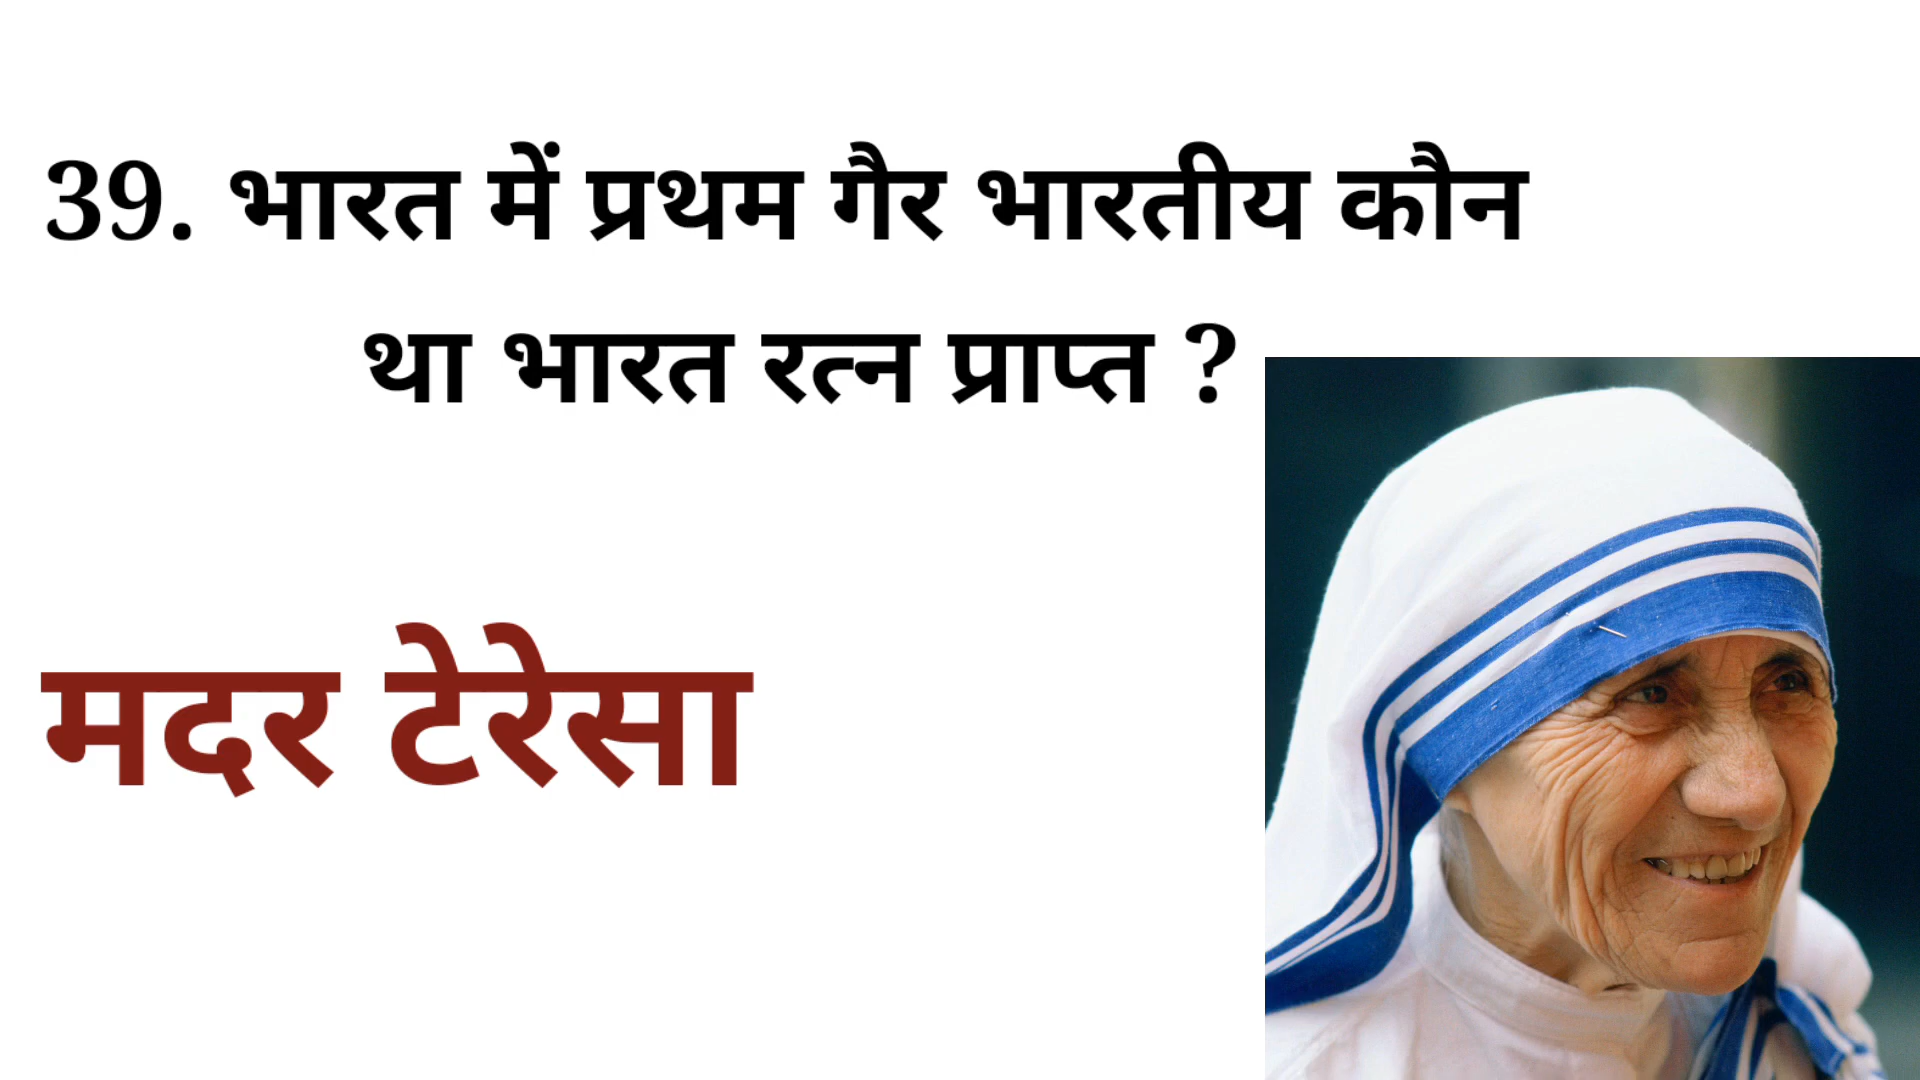 39. भारत में प्रथम गैर भारतीय कौन
था भारत रत्न प्राप्त ?
मदर टेरेसा